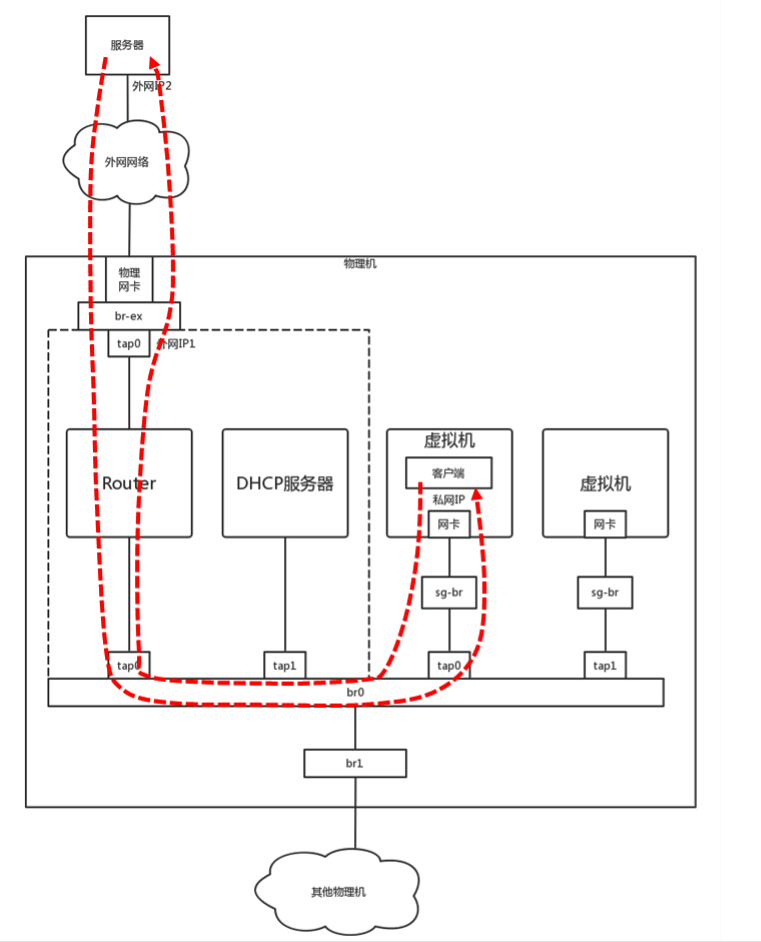 服务器
外网IP2
外网网络
物理机
物理
网卡
br-ex
tap0
外网IP1
Router
DHCP服务器
虚拟机
客户端
私网IP
网卡
虚拟机
网卡
sg-br
sg-br
tap0
tap1
tap0
tap1
br0
br1
其他物理机